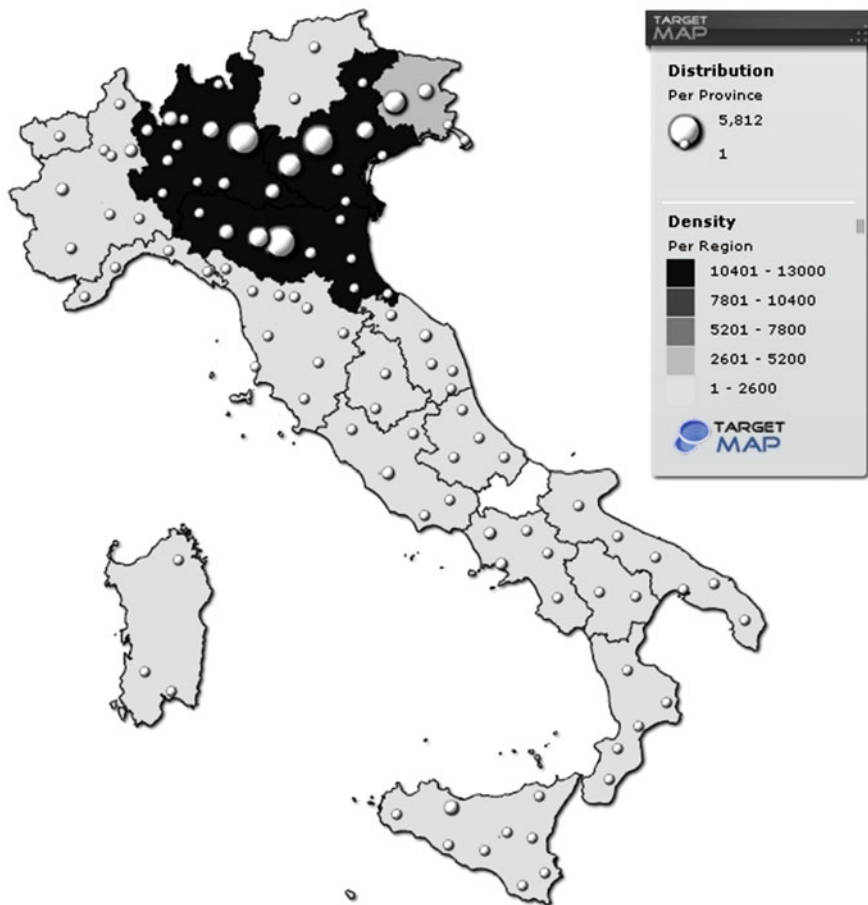 TARGET
MAP
Distribution
Per Province
5,812
1
Density
Per Region
10401 - 13000
7801 - 10400
5201 - 7800
2601 - 5200
1 - 2600
TARGET
MAP